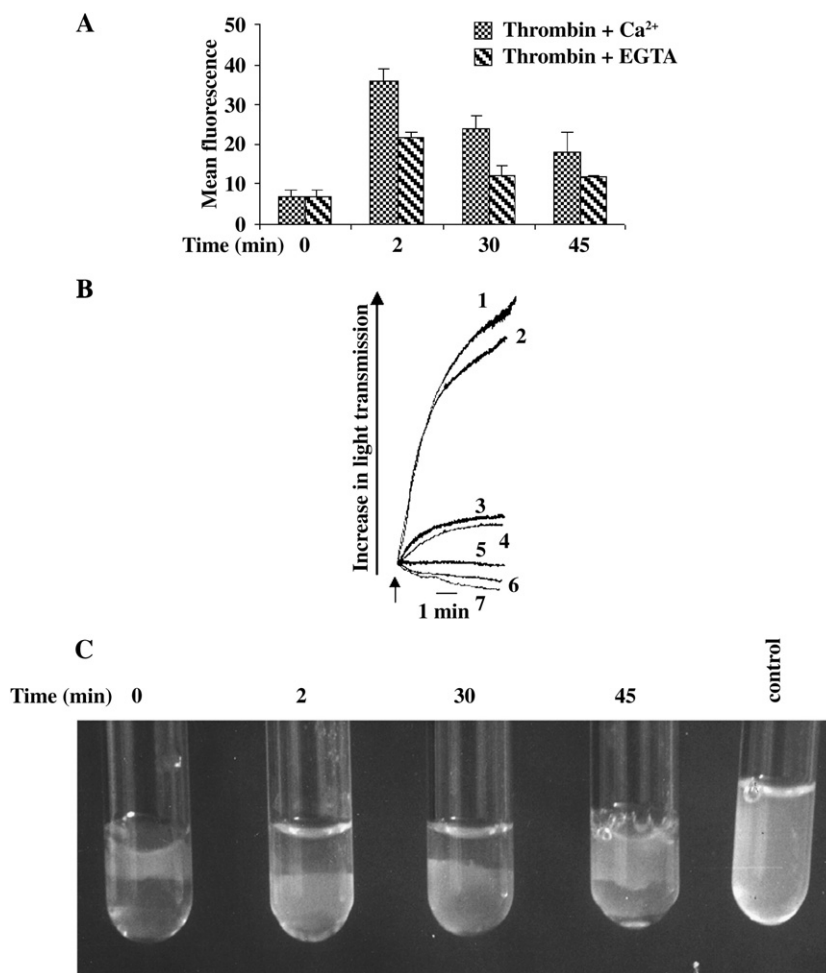 A
Thrombin + Ca²⁺
Thrombin + EGTA
Mean fluorescence
50
40
30
20
10
0
Time (min) 0 2 30 45
B
Increase in light transmission
1
2
3
4
5
6
7
1 min
C
Time (min) 0 2 30 45 control